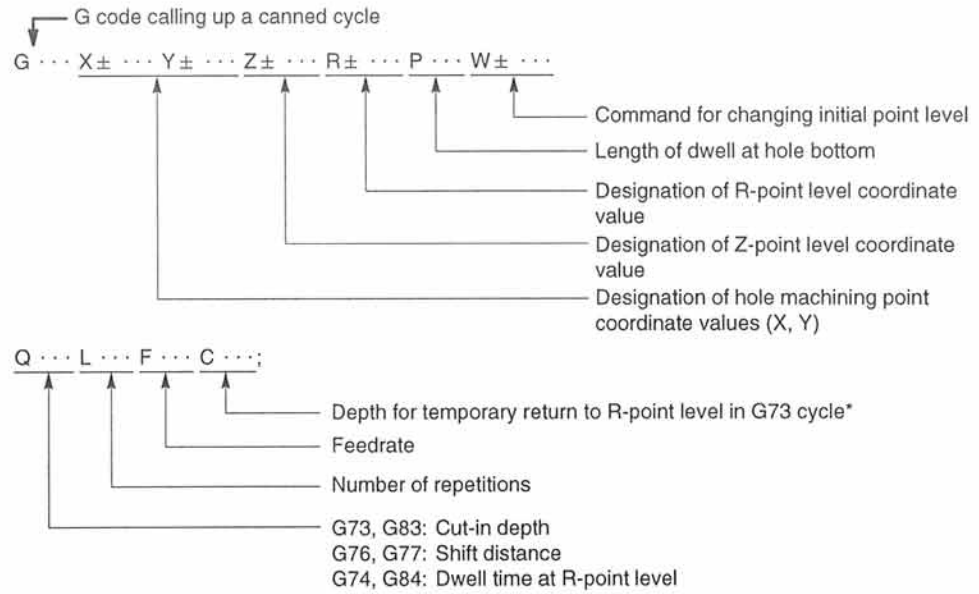 G code calling up a canned cycle
G ··· X± ··· Y± ··· Z± ··· R± ··· P ··· W± ···
Command for changing initial point level
Length of dwell at hole bottom
Designation of R-point level coordinate
value
Designation of Z-point level coordinate
value
Designation of hole machining point
coordinate values (X, Y)
Q ··· L ··· F ··· C ···;
Depth for temporary return to R-point level in G73 cycle*
Feedrate
Number of repetitions
G73, G83: Cut-in depth
G76, G77: Shift distance
G74, G84: Dwell time at R-point level